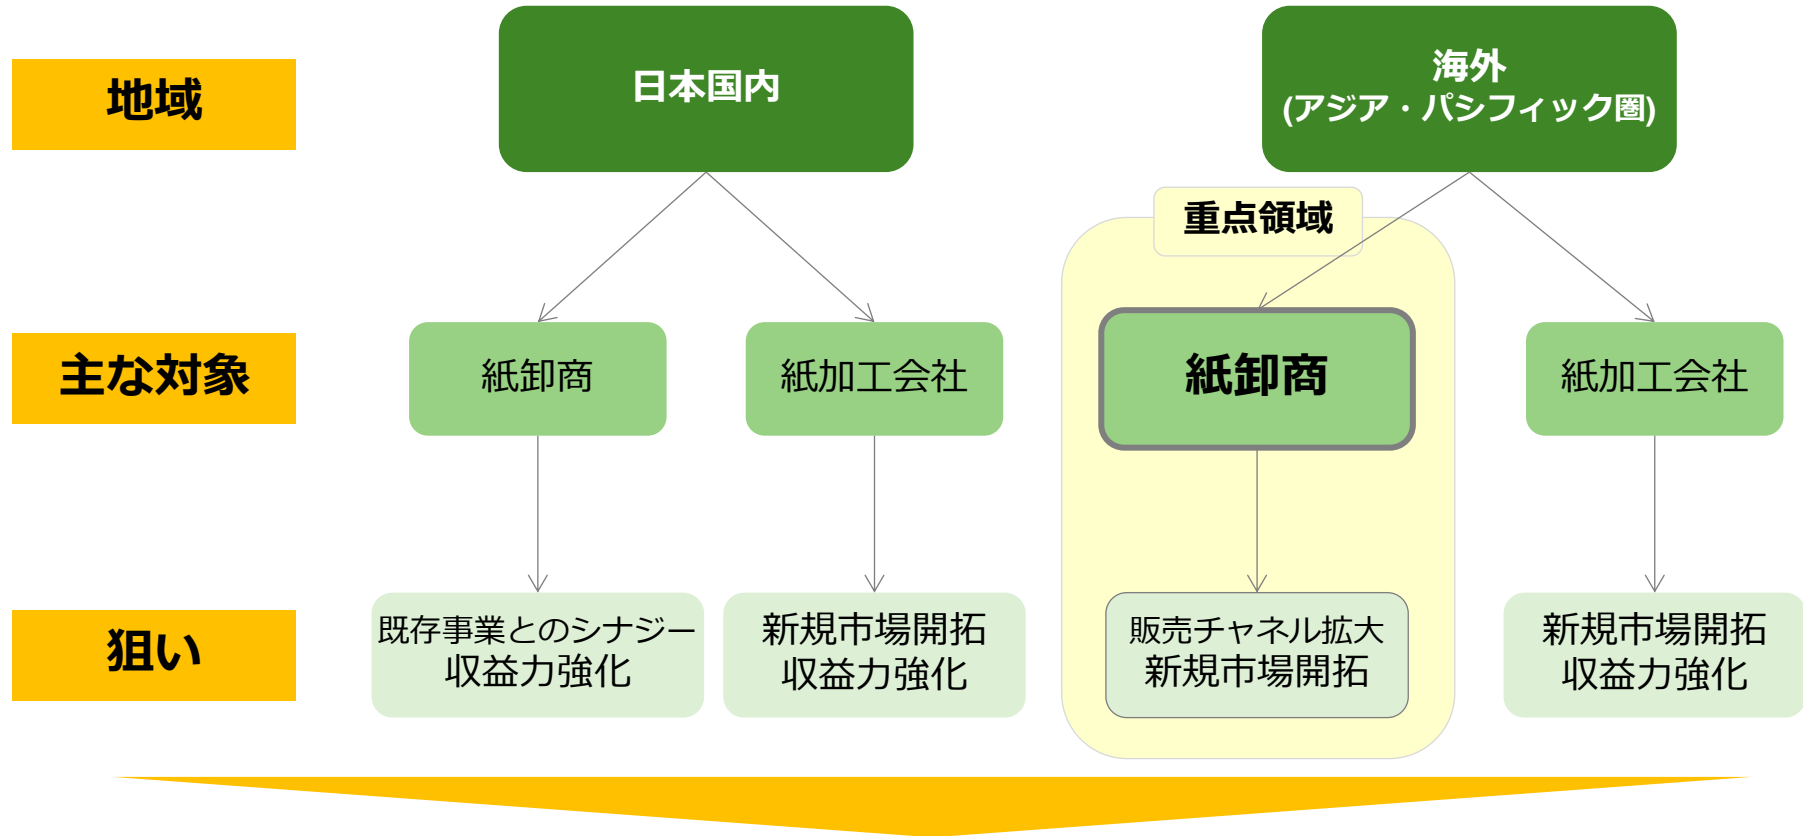 地域
日本国内
海外
(アジア・パシフィック圏)
重点領域
主な対象
紙卸商
紙加工会社
紙卸商
紙加工会社
狙い
既存事業とのシナジー
収益力強化
新規市場開拓
収益力強化
販売チャネル拡大
新規市場開拓
新規市場開拓
収益力強化